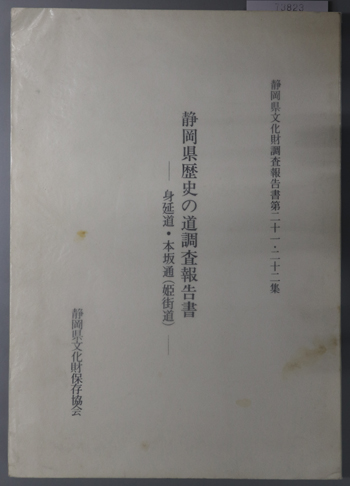 静岡県文化財調査報告書第二十一・二十二集
静岡県歴史の道調査報告書
― 身延道・本坂通（姫街道） ―
静岡県文化財保存協会